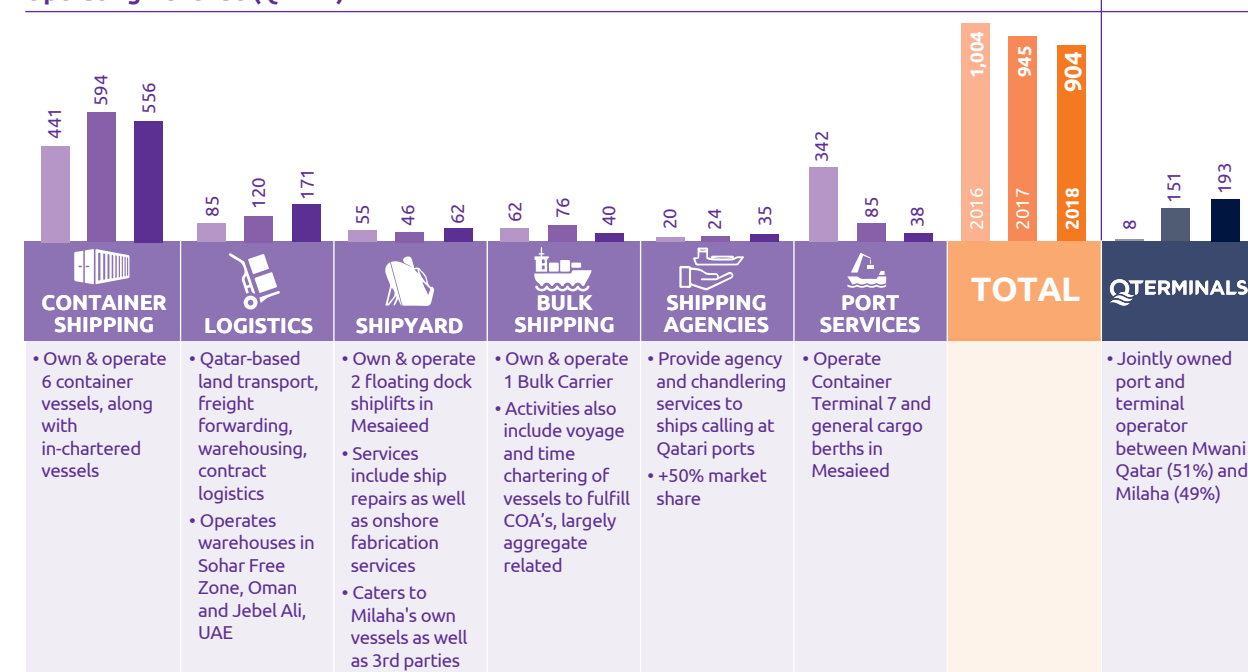 441
594
556
85
120
171
55
46
62
62
76
40
20
24
35
342
85
38
1,004
945
904
2016
2017
2018
8
151
193
CONTAINER
SHIPPING
LOGISTICS
SHIPYARD
BULK
SHIPPING
SHIPPING
AGENCIES
PORT
SERVICES
TOTAL
QTERMINALS
• Own & operate
6 container
vessels, along
with
in-chartered
vessels
• Qatar-based
land transport,
freight
forwarding,
warehousing,
contract
logistics
• Operates
warehouses in
Sohar Free
Zone, Oman
and Jebel Ali,
UAE
• Own & operate
2 floating dock
shiplifts in
Mesaieed
• Services
include ship
repairs as well
as onshore
fabrication
services
• Caters to
Milaha's own
vessels as well
as 3rd parties
• Own & operate
1 Bulk Carrier
• Activities also
include voyage
and time
chartering of
vessels to fulfill
COA's, largely
aggregate
related
• Provide agency
and chandlering
services to
ships calling at
Qatari ports
• +50% market
share
• Operate
Container
Terminal 7 and
general cargo
berths in
Mesaieed
• Jointly owned
port and
terminal
operator
between Mwani
Qatar (51%) and
Milaha (49%)